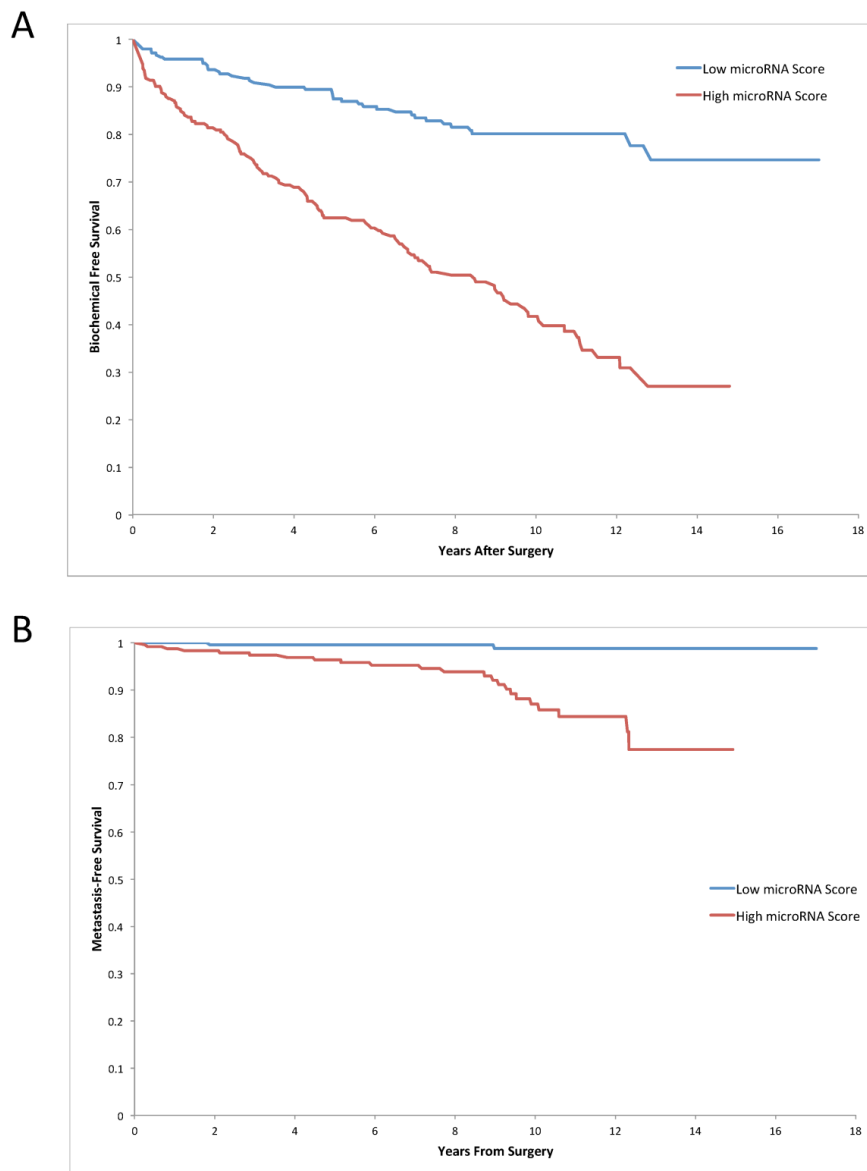 A
Biochemical Free Survival
1
0.9
0.8
0.7
0.6
0.5
0.4
0.3
0.2
0.1
0
Low microRNA Score
High microRNA Score
0 2 4 6 8 10 12 14 16 18
Years After Surgery
B
Metastasis-Free Survival
1
0.9
0.8
0.7
0.6
0.5
0.4
0.3
0.2
0.1
0
Low microRNA Score
High microRNA Score
0 2 4 6 8 10 12 14 16 18
Years From Surgery